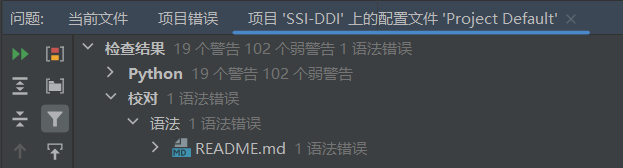 问题: 当前文件 项目错误 项目 'SSI-DDI' 上的配置文件 'Project Default' ×
检查结果 19 个警告 102 个弱警告 1 语法错误
Python 19 个警告 102 个弱警告
校对 1 语法错误
语法 1 语法错误
MD README.md 1 语法错误